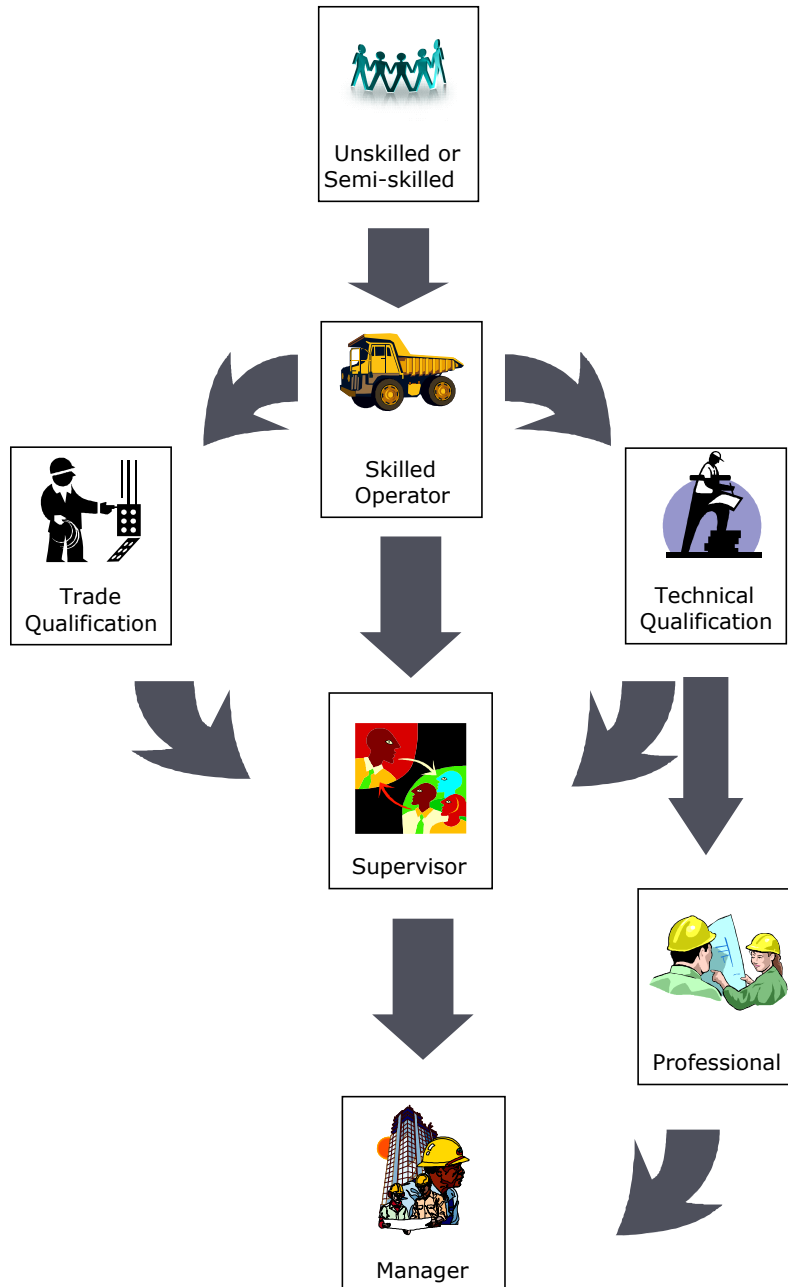 Unskilled or
Semi-skilled
Skilled
Operator
Trade
Qualification
Technical
Qualification
Supervisor
Professional
Manager